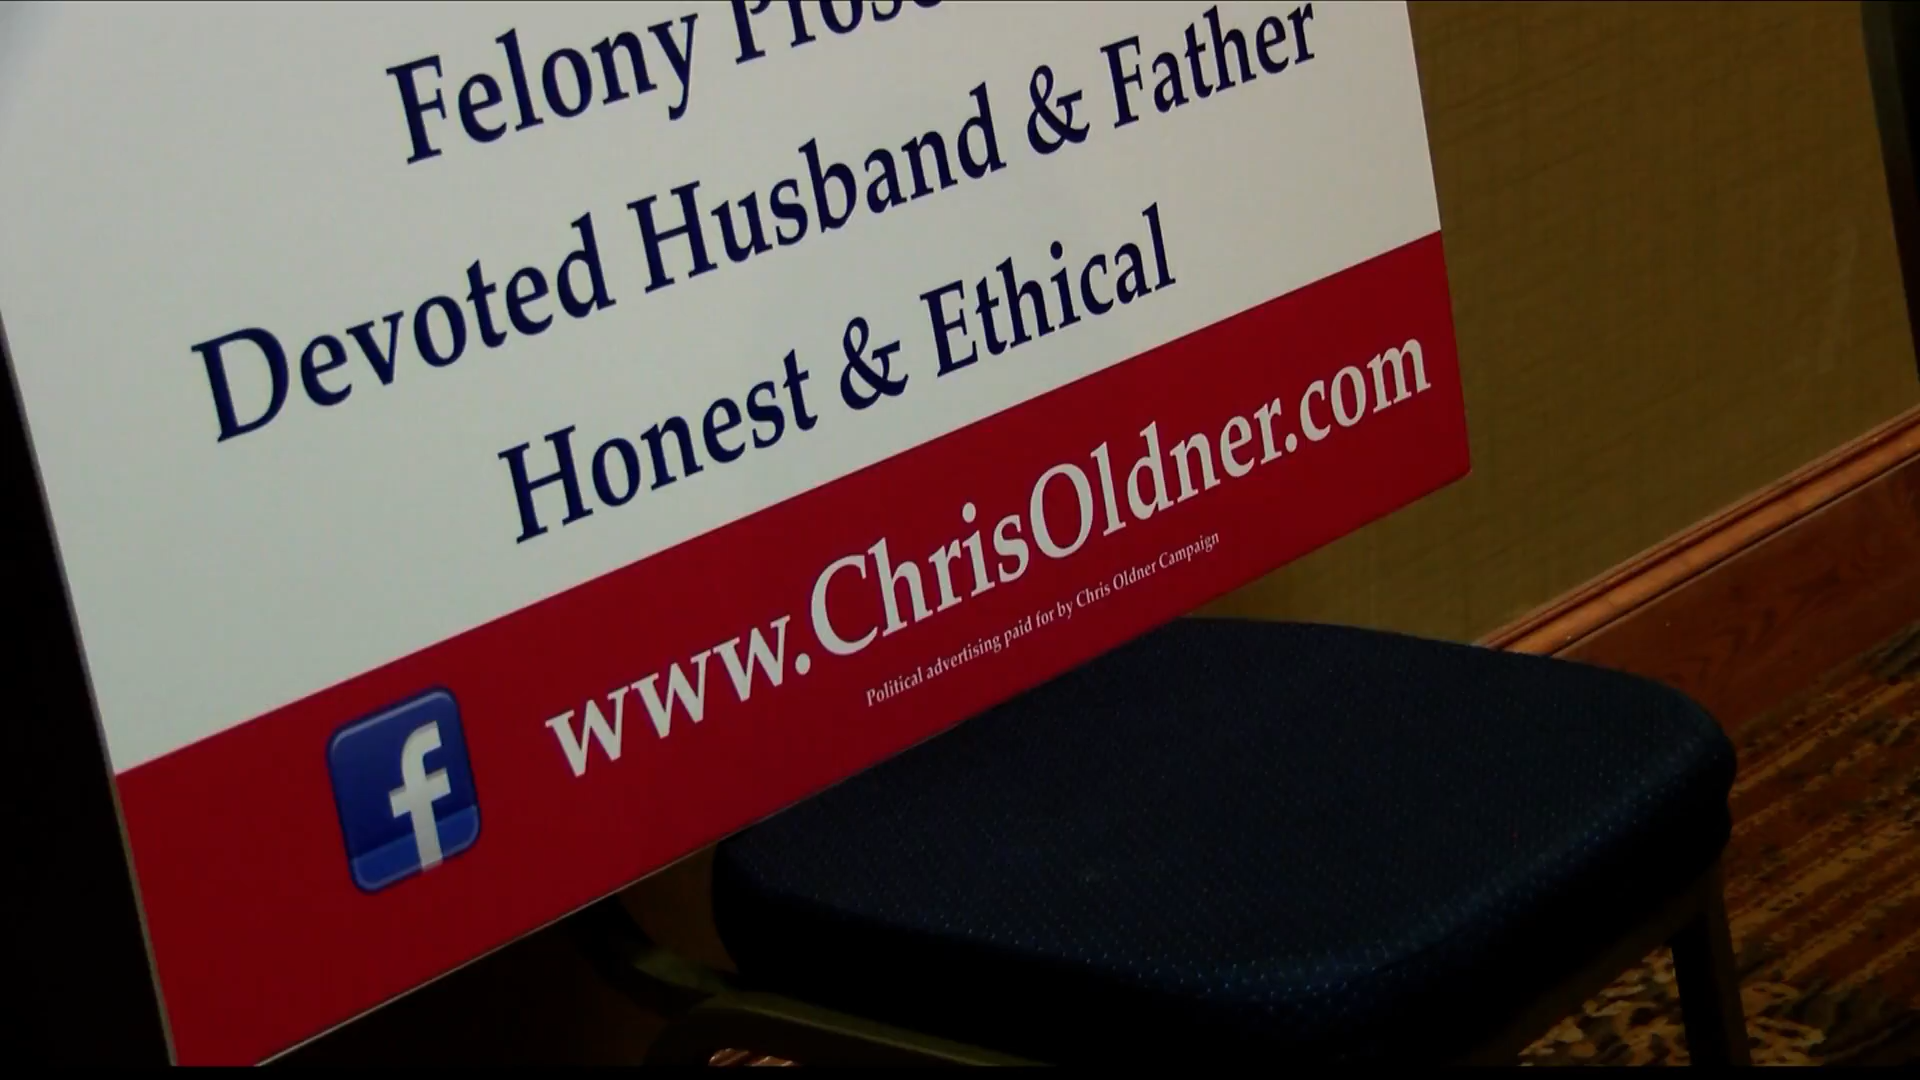 Felony
Devoted Husband & Father
Honest & Ethical
www.ChrisOldner.com
Political advertising paid for by Chris Oldner Campaign